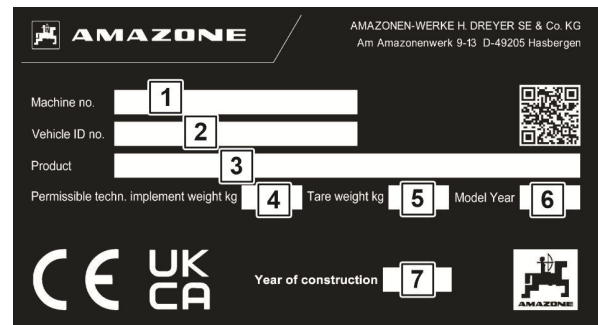 AMAZONE
AMAZONEN-WERKE H. DREYER SE & Co. KG
Am Amazonenwerk 9-13 D-49205 Hasbergen
Machine no. 1
Vehicle ID no. 2
Product 3
Permissible techn. implement weight kg 4 Tare weight kg 5 Model Year 6
CE UK CA Year of construction 7
AMAZONE